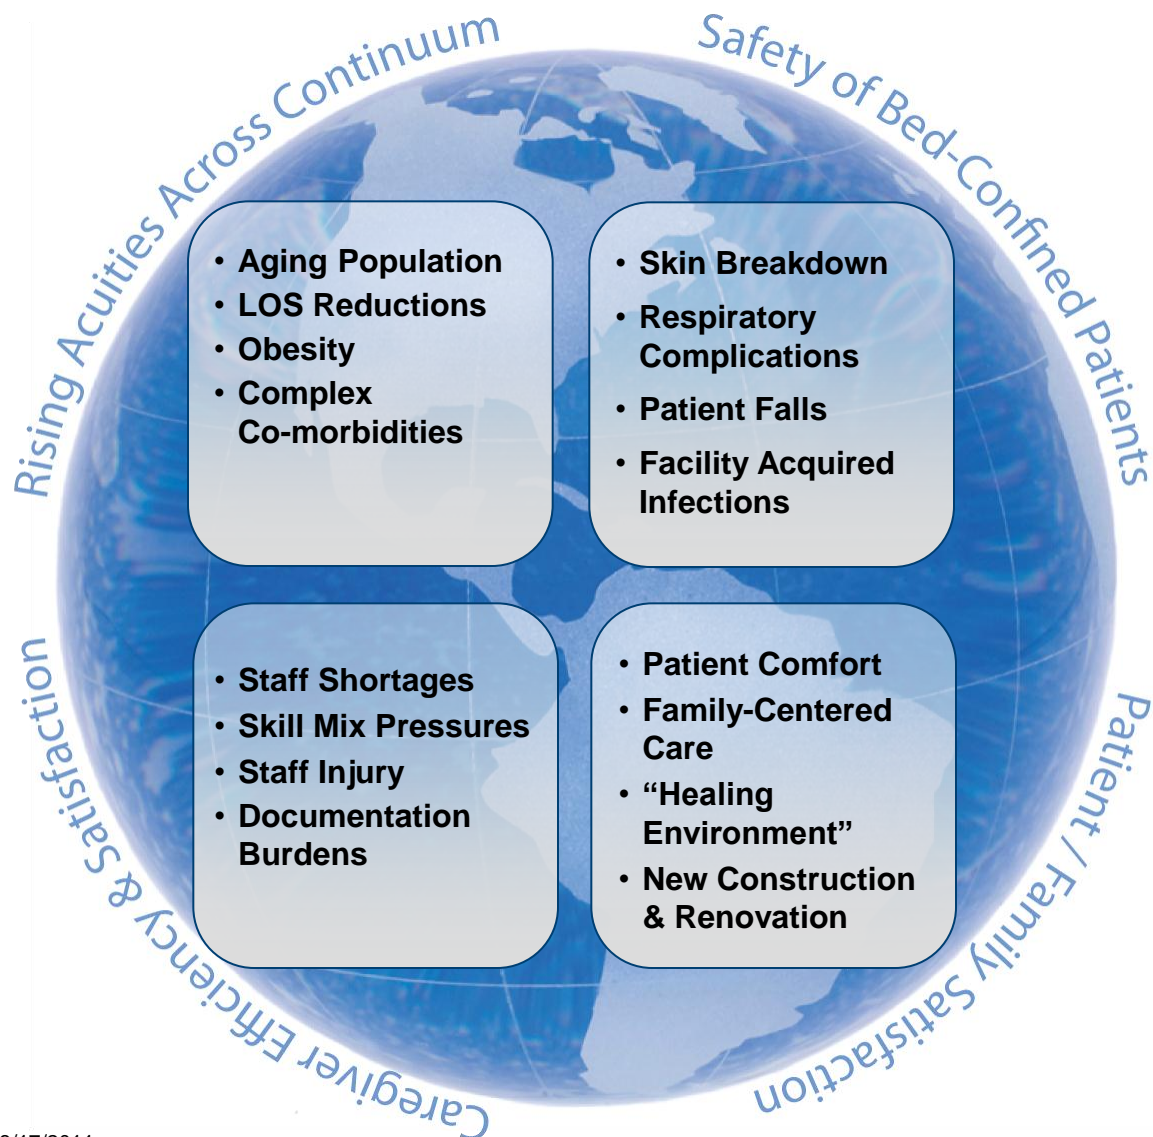 Rising Acuities Across Continuum
Safety of Bed-Confined Patients
• Aging Population
• LOS Reductions
• Obesity
• Complex
Co-morbidities
• Skin Breakdown
• Respiratory
Complications
• Patient Falls
• Facility Acquired
Infections
• Staff Shortages
• Skill Mix Pressures
• Staff Injury
• Documentation
Burdens
• Patient Comfort
• Family-Centered
Care
• “Healing
Environment”
• New Construction
& Renovation
Caregiver Efficiency & Satisfaction
Patient / Family Satisfaction